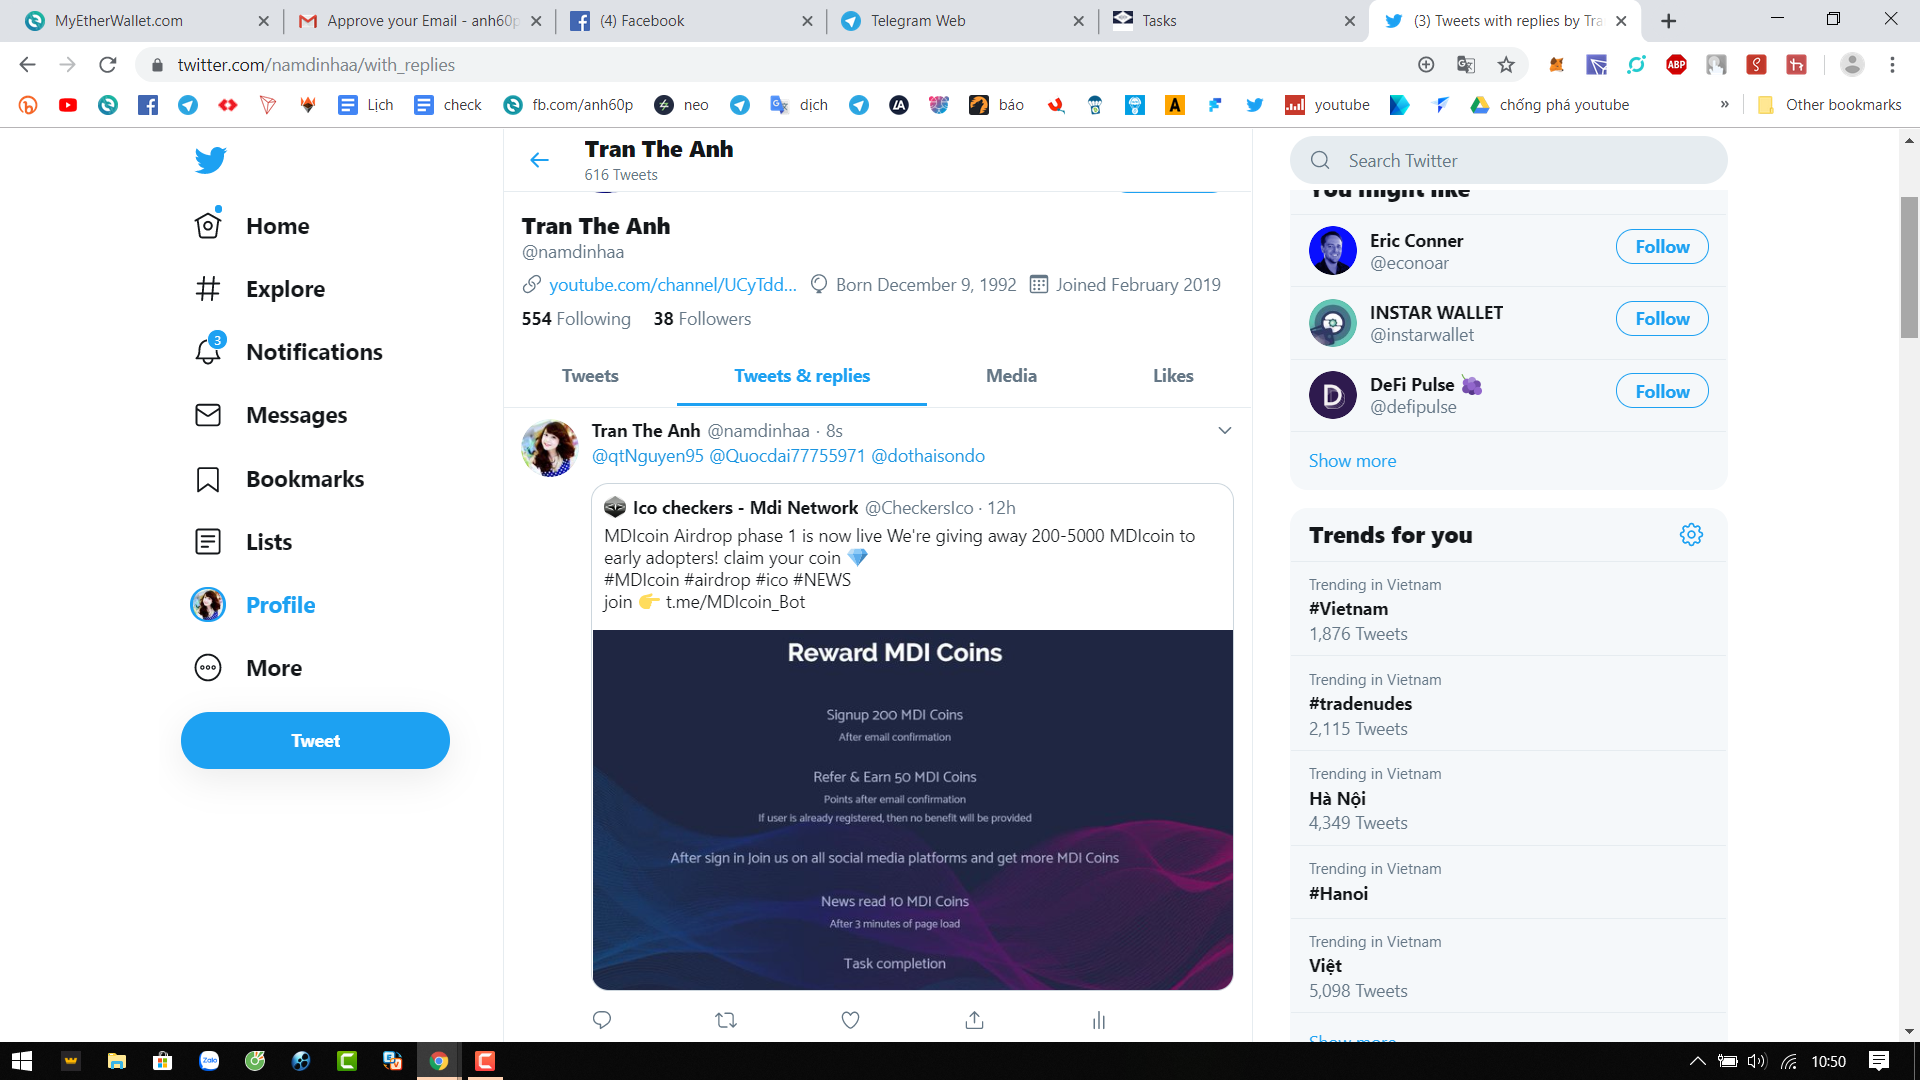 MyEtherWallet.com
Approve your Email - anh60p
(4) Facebook
Telegram Web
Tasks
(3) Tweets with replies by Tra
twitter.com/namdinhaa/with_replies
ABP
Lịch
check
fb.com/anh60p
neo
dịch
báo
youtube
chống phá youtube
»
Other bookmarks
Home
Explore
3
Notifications
Messages
Bookmarks
Lists
Profile
More
Tweet
Tran The Anh
616 Tweets
Tran The Anh
@namdinhaa
youtube.com/channel/UCyTdd...
Born December 9, 1992
Joined February 2019
554 Following
38 Followers
Tweets
Tweets & replies
Media
Likes
Tran The Anh @namdinhaa · 8s
@qtNguyen95 @Quocdai77755971 @dothaisondo
Ico checkers - Mdi Network @CheckersIco · 12h
MDIcoin Airdrop phase 1 is now live We're giving away 200-5000 MDIcoin to
early adopters! claim your coin 💎
#MDIcoin #airdrop #ico #NEWS
join 👉 t.me/MDIcoin_Bot
Reward MDI Coins
Signup 200 MDI Coins
After email confirmation
Refer & Earn 50 MDI Coins
Points after email confirmation
If user is already registered, then no benefit will be provided
After sign in Join us on all social media platforms and get more MDI Coins
News read 10 MDI Coins
After 3 minutes of page load
Task completion
Search Twitter
You might like
Eric Conner
@econoar
Follow
INSTAR WALLET
@instarwallet
Follow
DeFi Pulse 🍇
@defipulse
Follow
Show more
Trends for you
Trending in Vietnam
#Vietnam
1,876 Tweets
Trending in Vietnam
#tradenudes
2,115 Tweets
Trending in Vietnam
Hà Nội
4,349 Tweets
Trending in Vietnam
#Hanoi
Trending in Vietnam
Việt
5,098 Tweets
Show more
Zalo
10:50